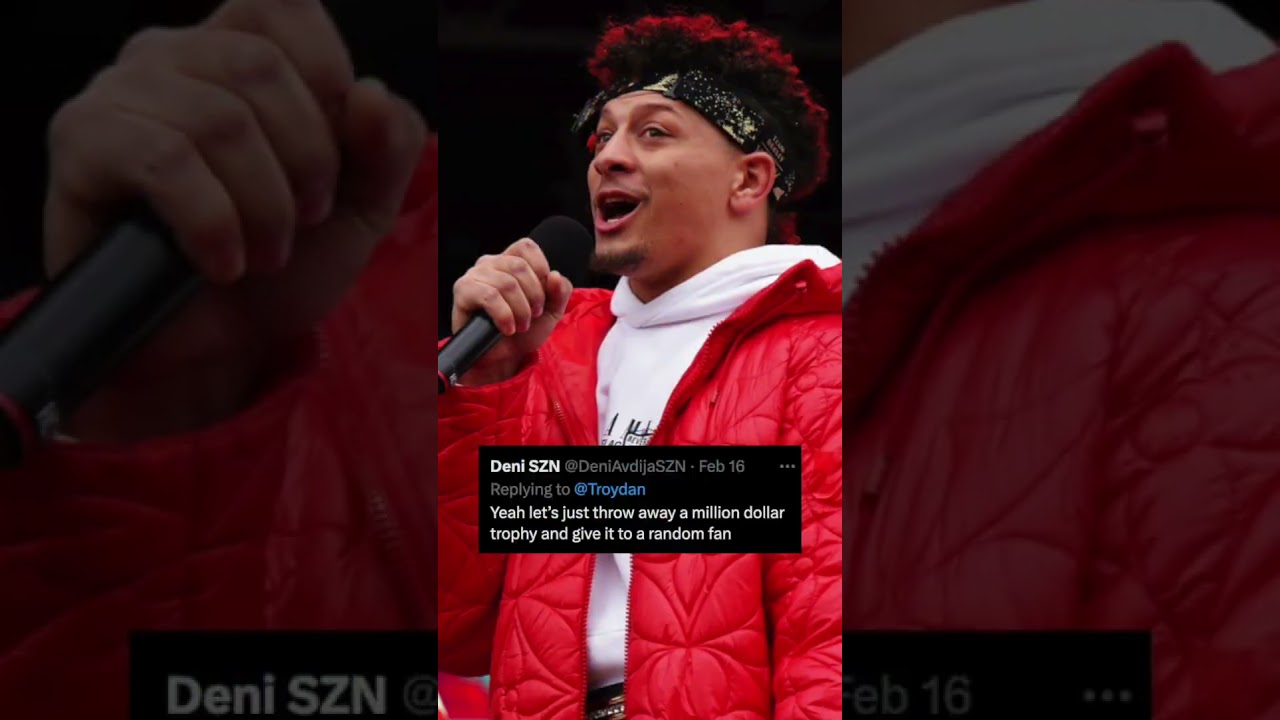 Deni SZN @DeniAvdijaSZN · Feb 16 ···
Replying to @Troydan
Yeah let’s just throw away a million dollar
trophy and give it to a random fan
Deni SZN @
Feb 16 ···